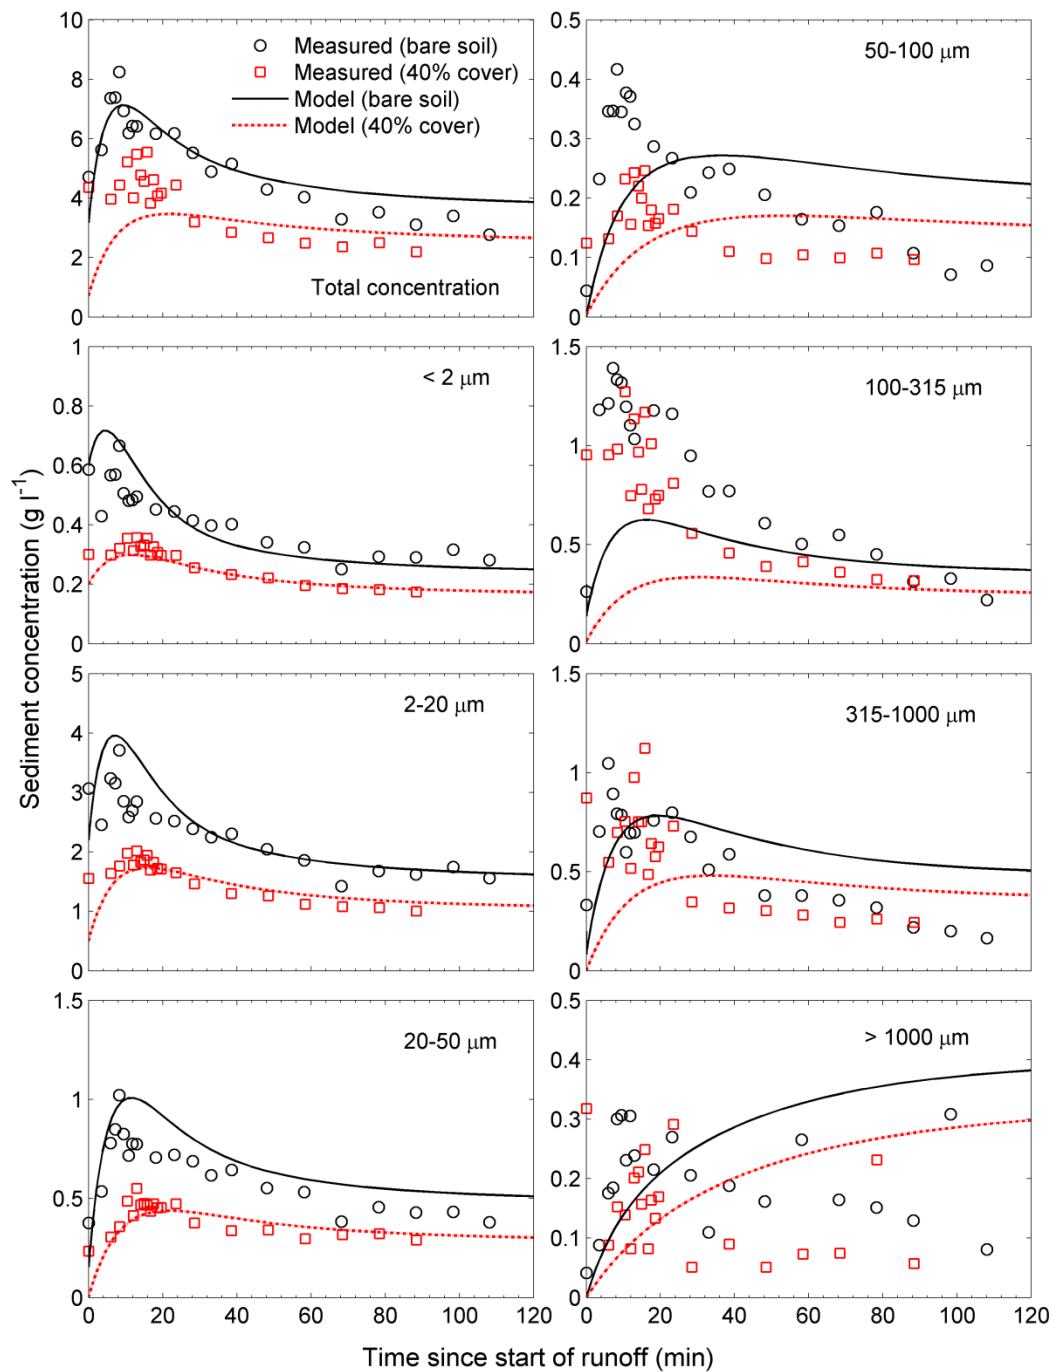 10
8
6
4
2
0
Measured (bare soil)
Measured (40% cover)
Model (bare soil)
Model (40% cover)
Total concentration
0.5
0.4
0.3
0.2
0.1
0
50-100 μm
1
0.8
0.6
0.4
0.2
0
< 2 μm
1.5
1
0.5
0
100-315 μm
Sediment concentration (g l⁻¹)
5
4
3
2
1
0
2-20 μm
1.5
1
0.5
0
315-1000 μm
1.5
1
0.5
0
20-50 μm
0 20 40 60 80 100 120
0.5
0.4
0.3
0.2
0.1
0
> 1000 μm
0 20 40 60 80 100 120
Time since start of runoff (min)